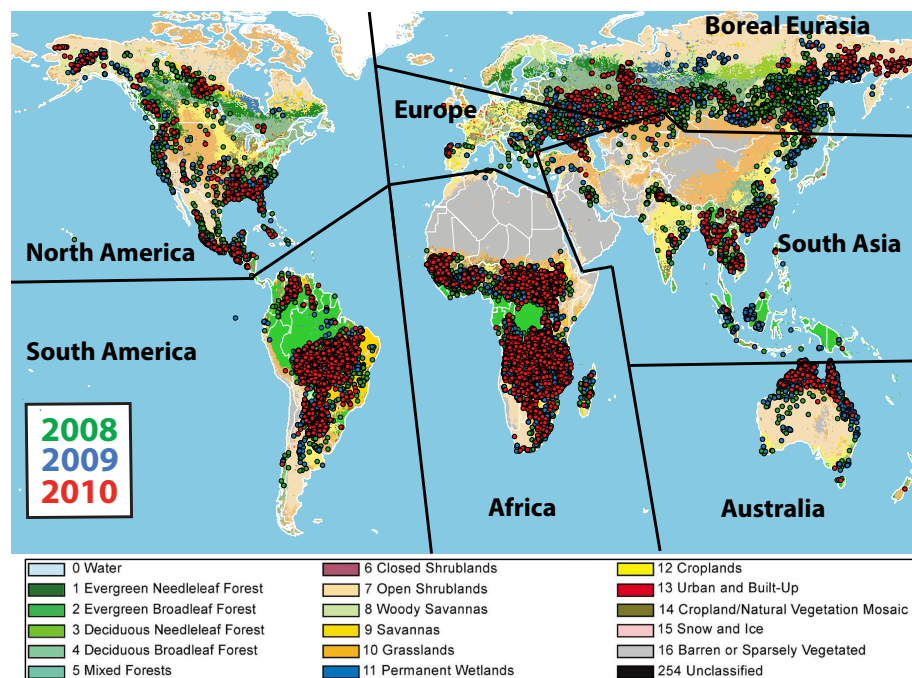 Boreal Eurasia
Europe
North America
South Asia
South America
2008
2009
2010
Africa
Australia
0 Water
1 Evergreen Needleleaf Forest
2 Evergreen Broadleaf Forest
3 Deciduous Needleleaf Forest
4 Deciduous Broadleaf Forest
5 Mixed Forests
6 Closed Shrublands
7 Open Shrublands
8 Woody Savannas
9 Savannas
10 Grasslands
11 Permanent Wetlands
12 Croplands
13 Urban and Built-Up
14 Cropland/Natural Vegetation Mosaic
15 Snow and Ice
16 Barren or Sparsely Vegetated
254 Unclassified